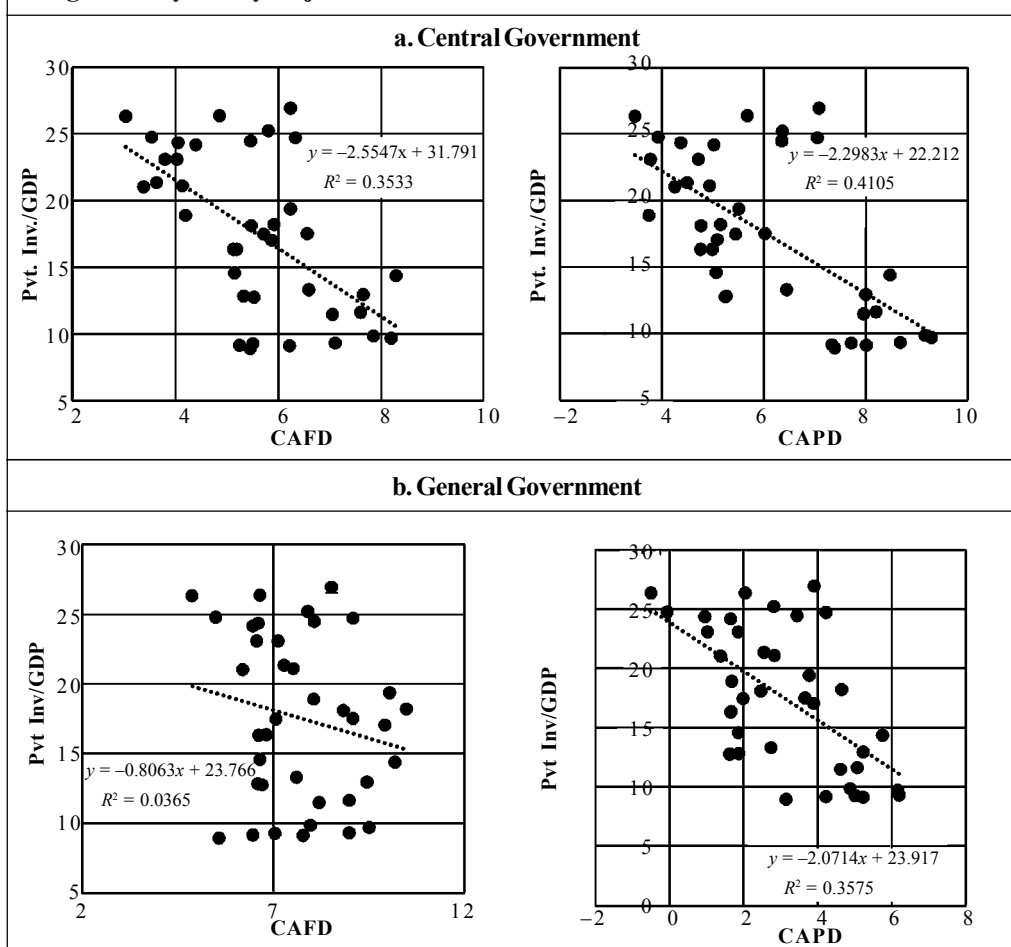 a. Central Government
30
25
20
15
10
5
2
4
6
8
10
CAFD
Pvt. Inv./GDP
y = –2.5547x + 31.791
R² = 0.3533
30
25
20
15
10
5
–2
4
6
8
10
CAPD
Pvt. Inv./GDP
y = –2.2983x + 22.212
R² = 0.4105
b. General Government
30
25
20
15
10
5
2
7
12
CAFD
Pvt Inv/GDP
y = –0.8063x + 23.766
R² = 0.0365
30
25
20
15
10
5
0
–2
0
2
4
6
8
CAPD
Pvt Inv/GDP
y = –2.0714x + 23.917
R² = 0.3575